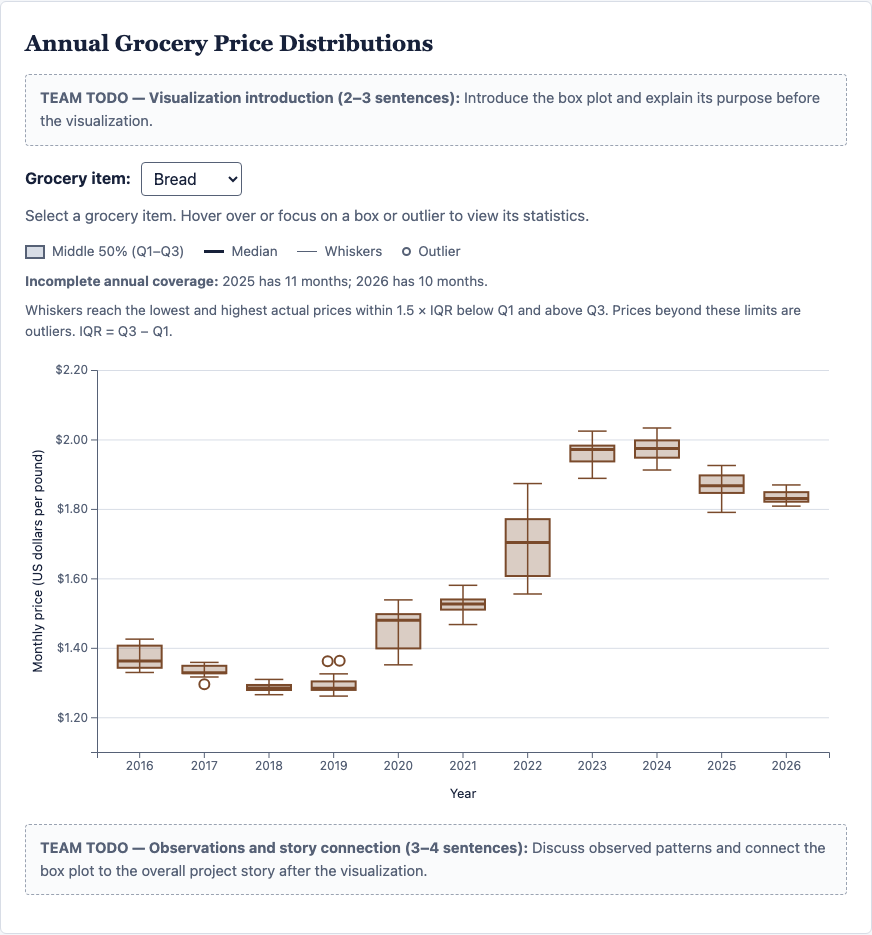 Annual Grocery Price Distributions
TEAM TODO — Visualization introduction (2–3 sentences): Introduce the box plot and explain its purpose before
the visualization.
Grocery item: Bread
Select a grocery item. Hover over or focus on a box or outlier to view its statistics.
Middle 50% (Q1–Q3) Median Whiskers Outlier
Incomplete annual coverage: 2025 has 11 months; 2026 has 10 months.
Whiskers reach the lowest and highest actual prices within 1.5 × IQR below Q1 and above Q3. Prices beyond these limits are
outliers. IQR = Q3 − Q1.
Monthly price (US dollars per pound)
$2.20
$2.00
$1.80
$1.60
$1.40
$1.20
2016 2017 2018 2019 2020 2021 2022 2023 2024 2025 2026
Year
TEAM TODO — Observations and story connection (3–4 sentences): Discuss observed patterns and connect the
box plot to the overall project story after the visualization.